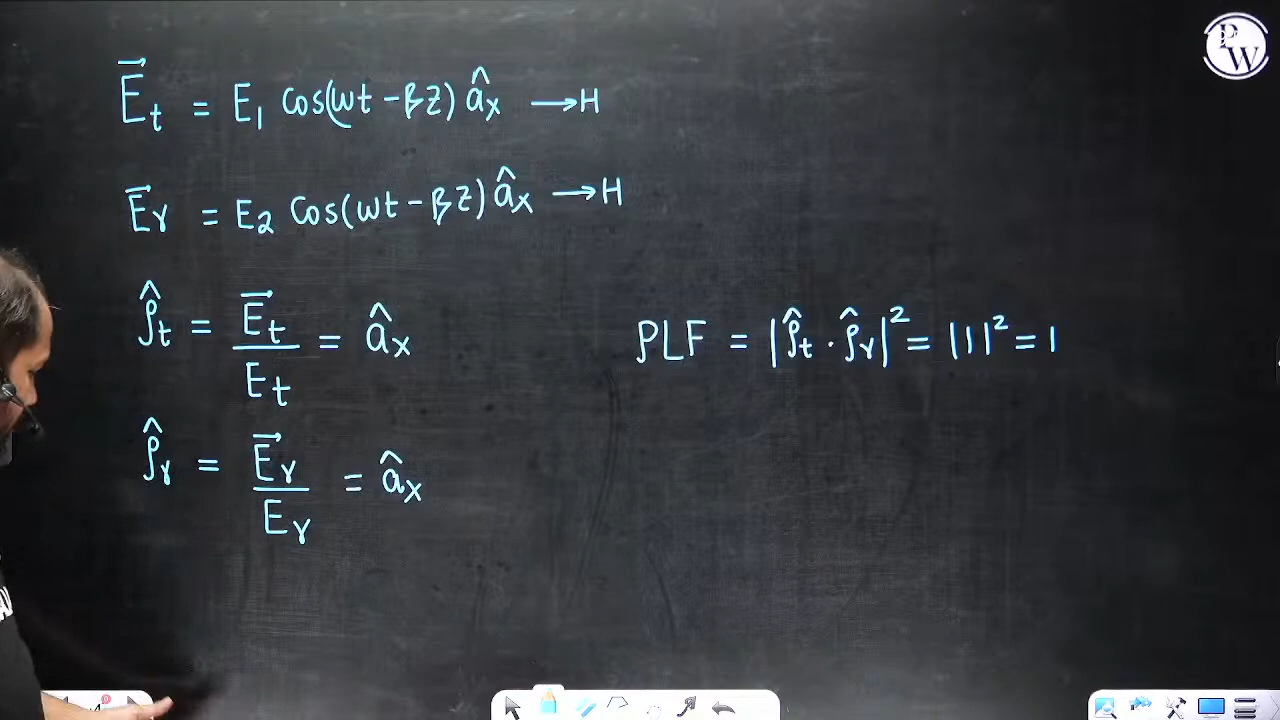 E⃗t = E1 Cos(ωt − βz) âx → H
E⃗r = E2 Cos(ωt − βz) âx → H
ρ̂t = E⃗t / Et = âx
PLF = |ρ̂t · ρ̂r|² = |1|² = 1
ρ̂r = E⃗r / Er = âx
PW